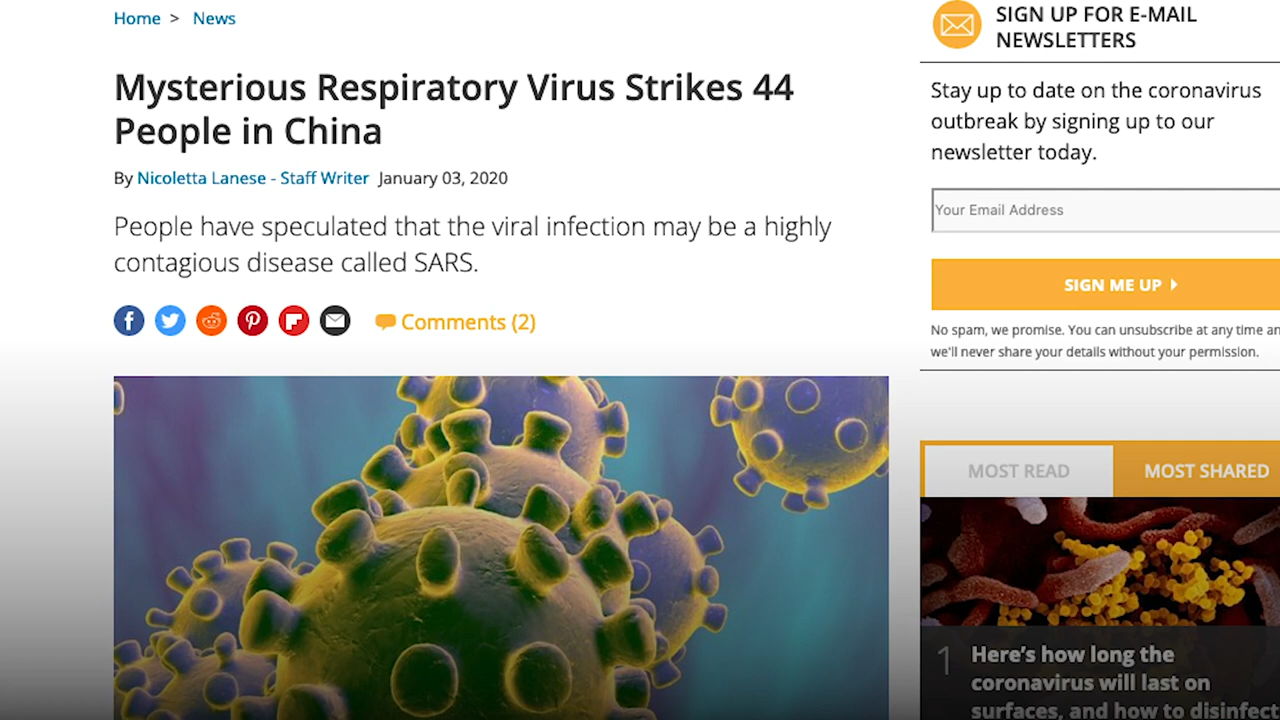 Home > News
Mysterious Respiratory Virus Strikes 44
People in China
By Nicoletta Lanese - Staff Writer January 03, 2020
People have speculated that the viral infection may be a highly
contagious disease called SARS.
Comments (2)
SIGN UP FOR E-MAIL
NEWSLETTERS
Stay up to date on the coronavirus
outbreak by signing up to our
newsletter today.
Your Email Address
SIGN ME UP
No spam, we promise. You can unsubscribe at any time an
we'll never share your details without your permission.
MOST READ
MOST SHARED
1 Here's how long the
coronavirus will last on
surfaces, and how to disinfect